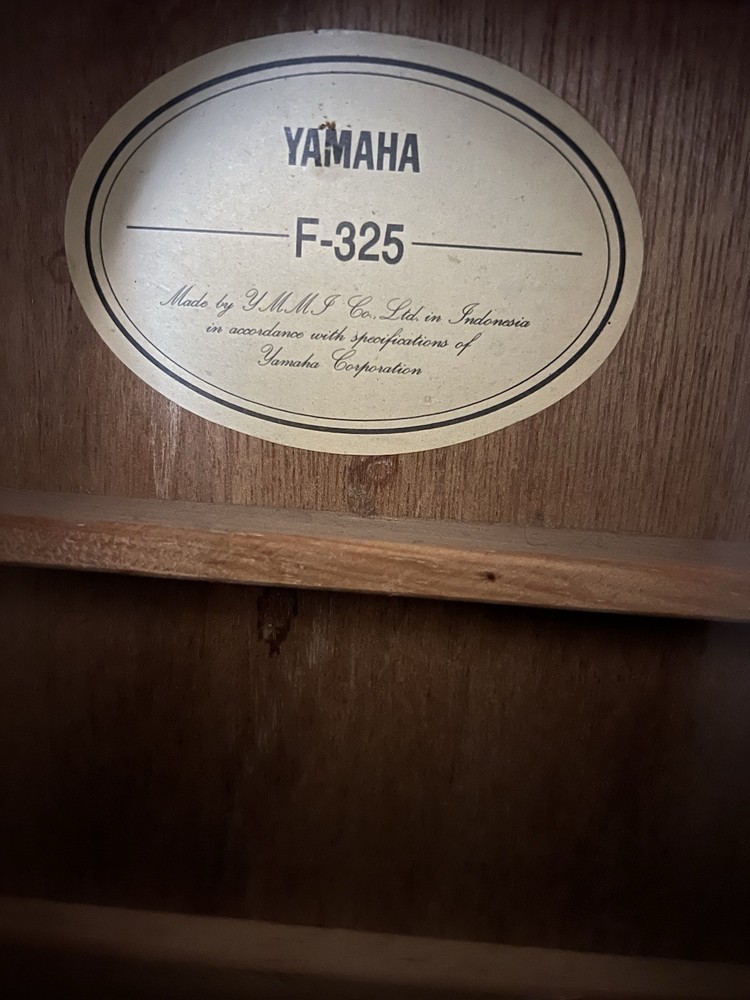 YAMAHA
F-325
Made by YMMI Co., Ltd. in Indonesia
in accordance with specifications of
Yamaha Corporation